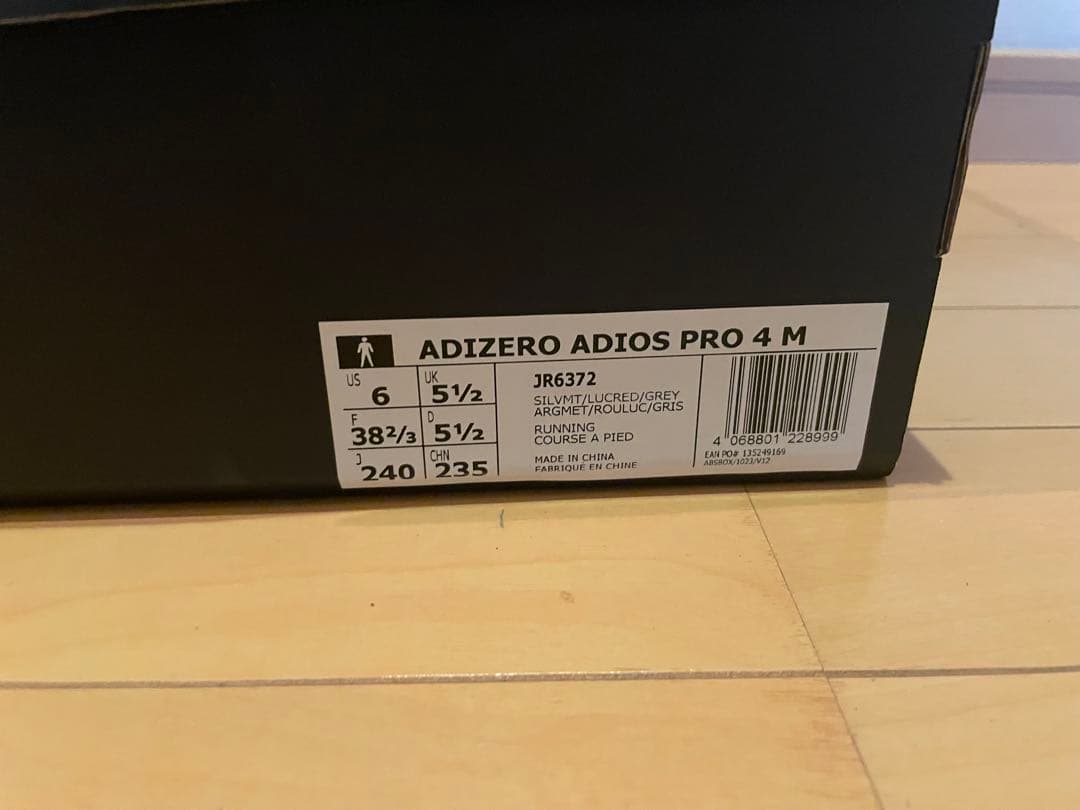 ADIZERO ADIOS PRO 4 M
US 6 UK 5½
F 38⅔ D 5½
J 240 CHN 235
JR6372
SILVMT/LUCRED/GREY
ARGMET/ROULUC/GRIS
RUNNING
COURSE A PIED
MADE IN CHINA
FABRIQUÉ EN CHINE
4 068801 228999
EAN PO# 135249169
ABSBOX/1023/V12